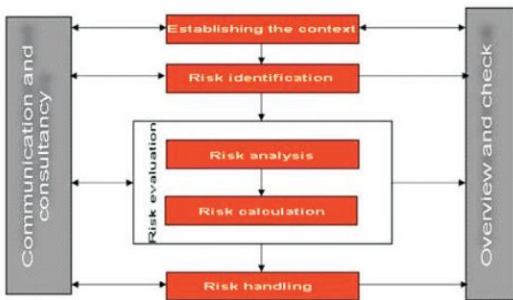 Establishing the context
Risk identification
Risk evaluation
Risk analysis
Risk calculation
Risk handling
Communication and
consultancy
Overview and check